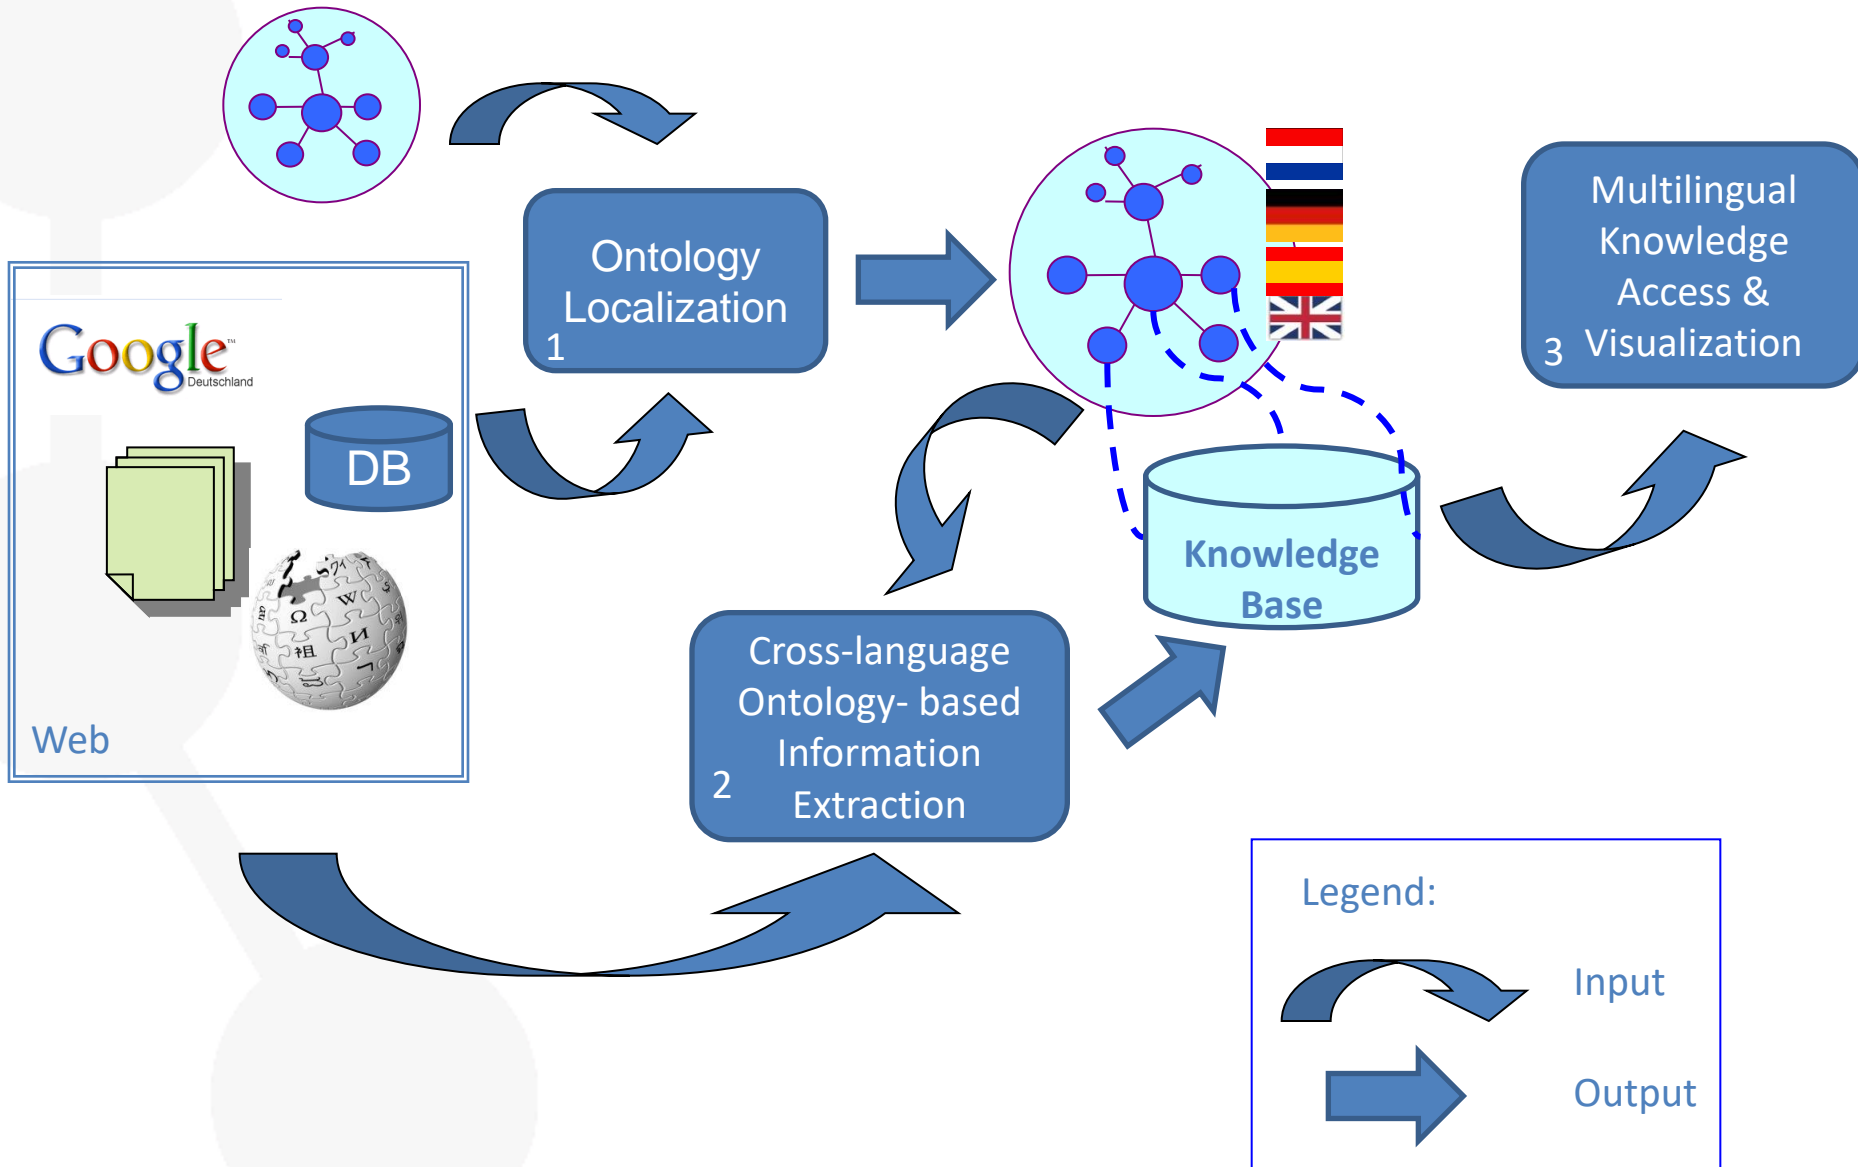 Ontology
Localization
1
Google™
Deutschland
DB
Web
Multilingual
Knowledge
Access &
Visualization
3
Knowledge
Base
Cross-language
Ontology- based
Information
Extraction
2
Legend:
Input
Output